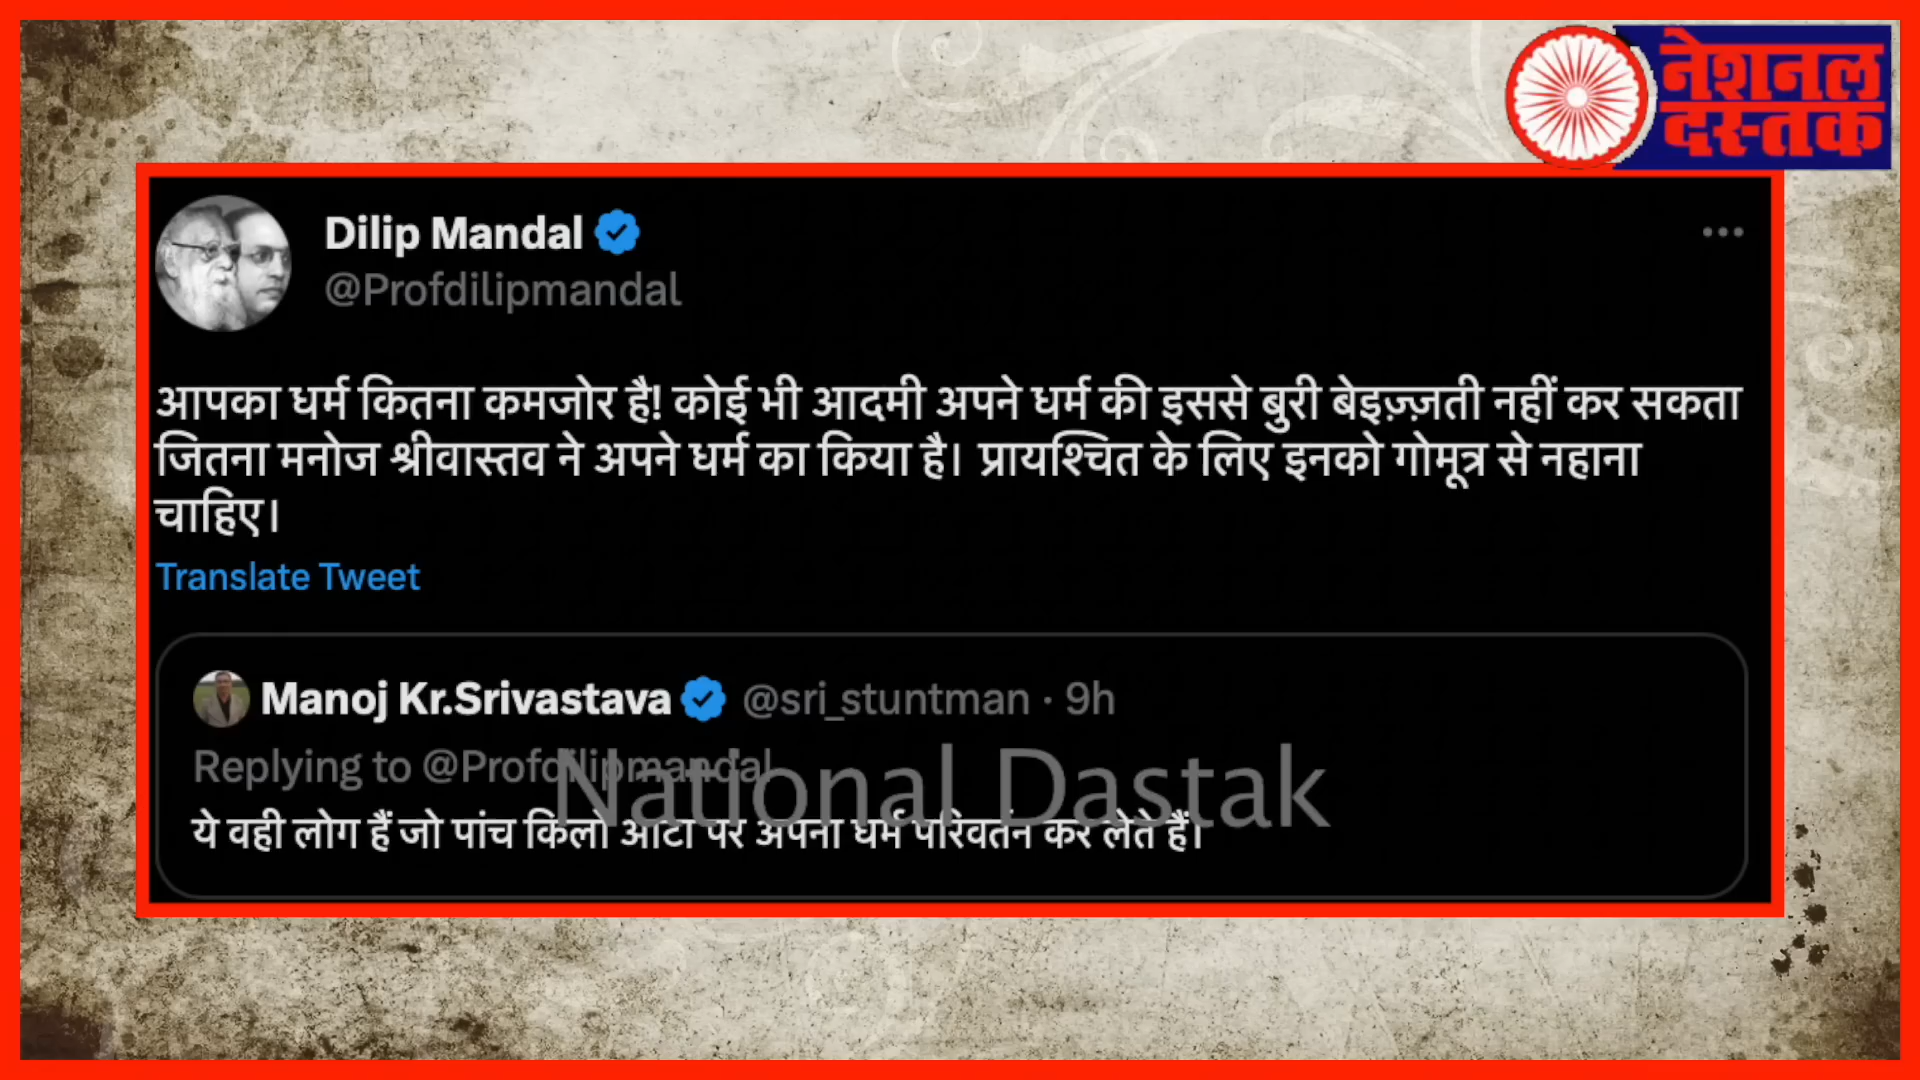 नेशनल
दस्तक
Dilip Mandal
@Profdilipmandal
आपका धर्म कितना कमजोर है! कोई भी आदमी अपने धर्म की इससे बुरी बेइज़्ज़ती नहीं कर सकता
जितना मनोज श्रीवास्तव ने अपने धर्म का किया है। प्रायश्चित के लिए इनको गोमूत्र से नहाना
चाहिए।
Translate Tweet
Manoj Kr.Srivastava @sri_stuntman · 9h
Replying to @Profdilipmandal
National Dastak
ये वही लोग हैं जो पांच किलो आटा पर अपना धर्म परिवर्तन कर लेते हैं।